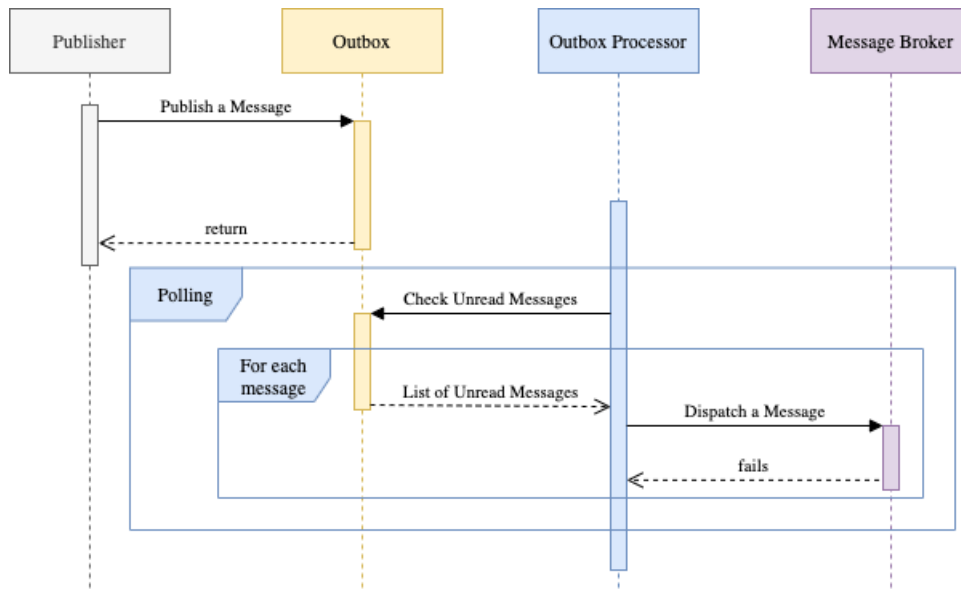 Publisher
Outbox
Outbox Processor
Message Broker
Publish a Message
return
Polling
Check Unread Messages
For each
message
List of Unread Messages
Dispatch a Message
fails